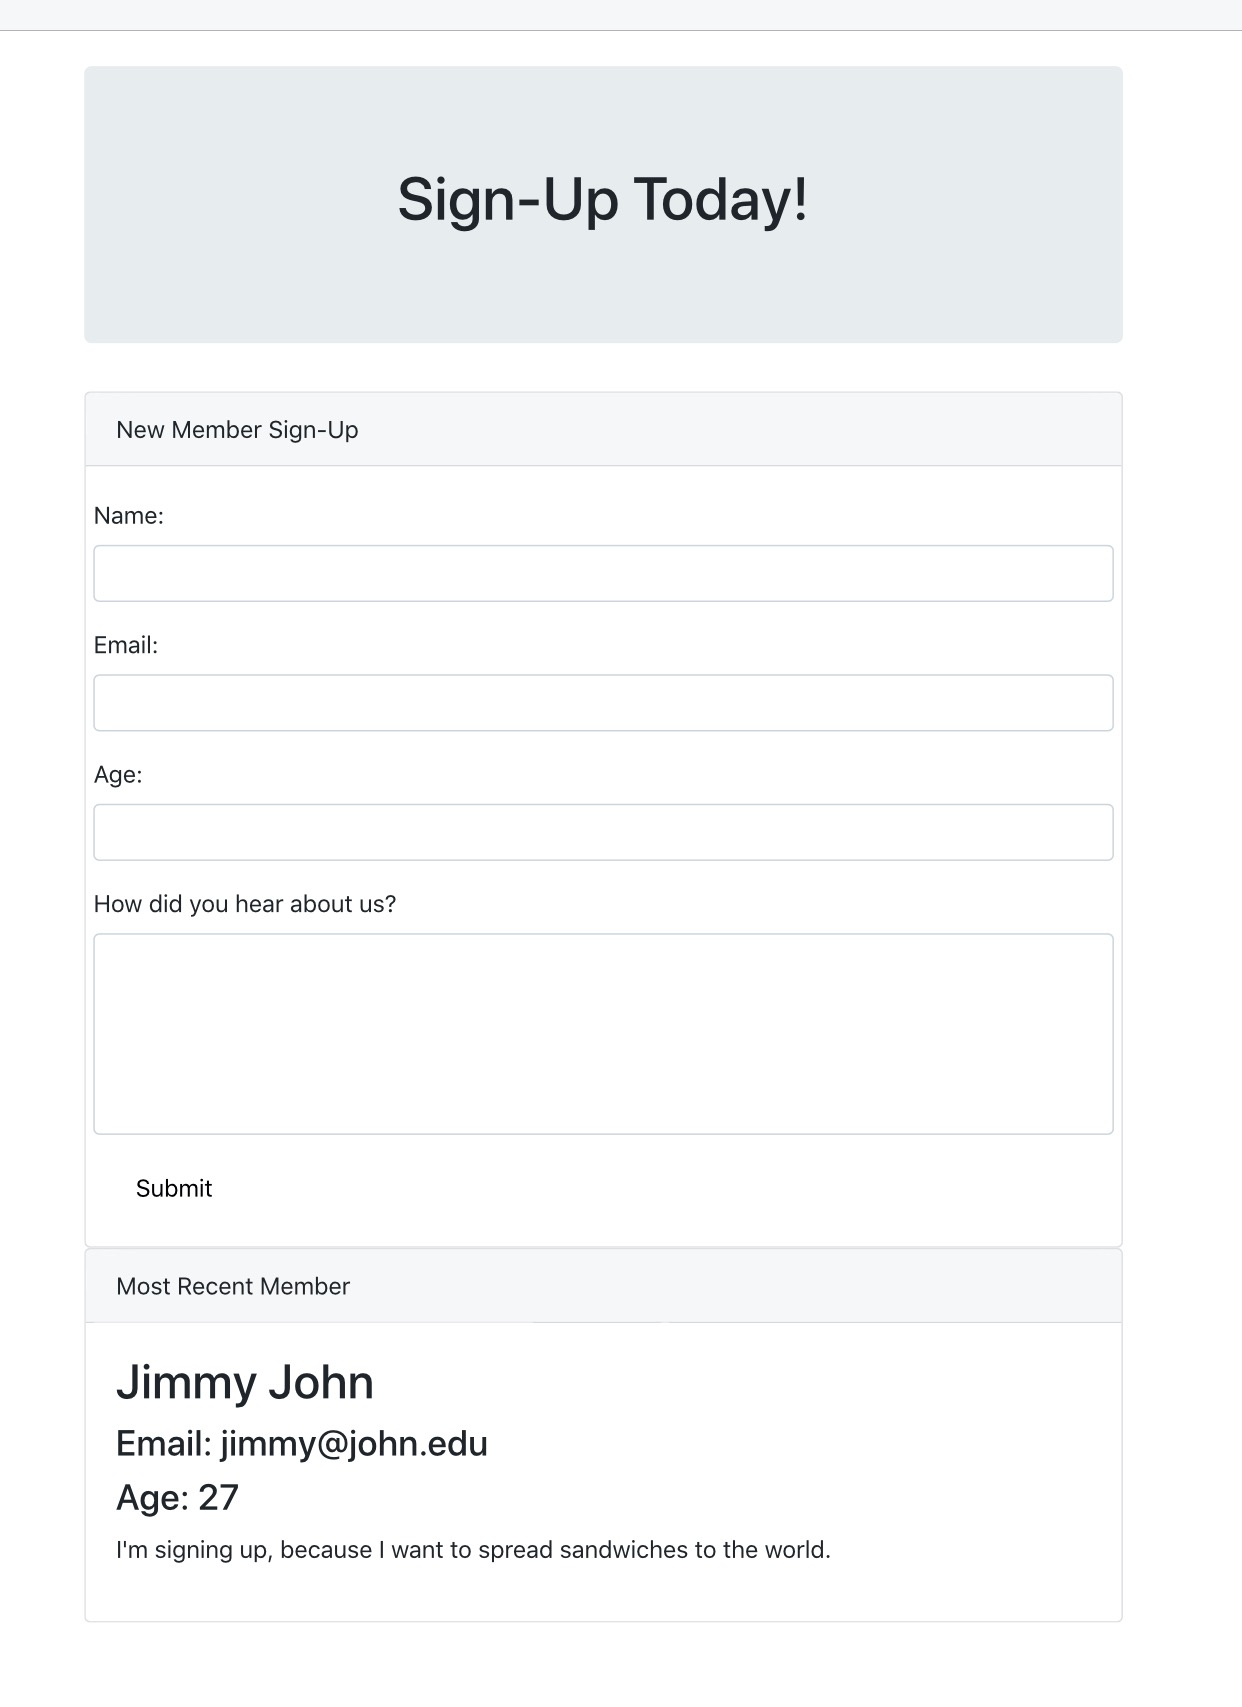 Sign-Up Today!
New Member Sign-Up
Name:
Email:
Age:
How did you hear about us?
Submit
Most Recent Member
Jimmy John
Email: jimmy@john.edu
Age: 27
I'm signing up, because I want to spread sandwiches to the world.